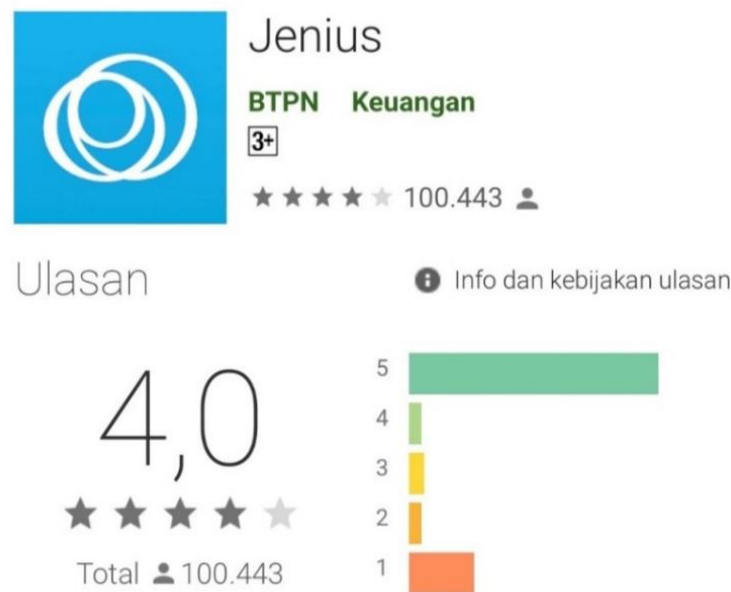 Jenius
BTPN Keuangan
3+
100.443
Ulasan
Info dan kebijakan ulasan
4,0
Total 100.443
5
4
3
2
1